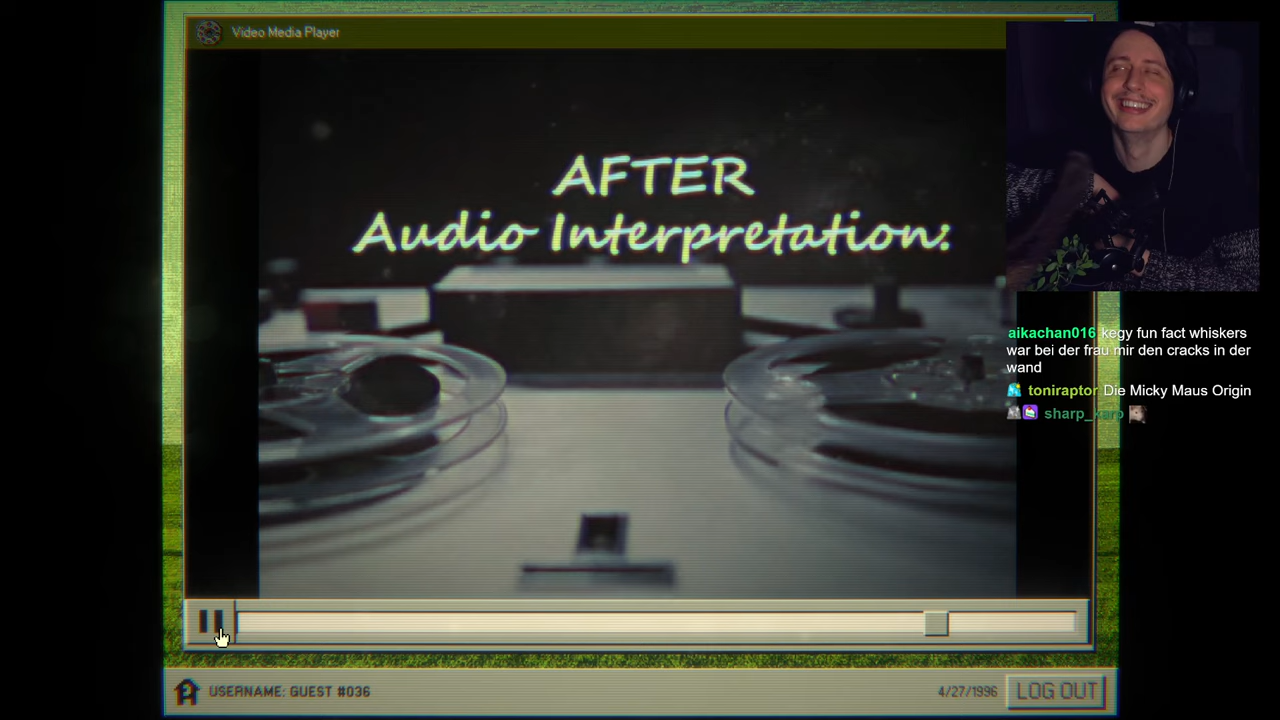 Video Media Player
AFTER
Audio Interpretation:
aikachan016 kegy fun fact whiskers
war bei der frau mir den cracks in der
wand
toniraptor Die Micky Maus Origin
USERNAME: GUEST #036
4/27/1996
LOG OUT